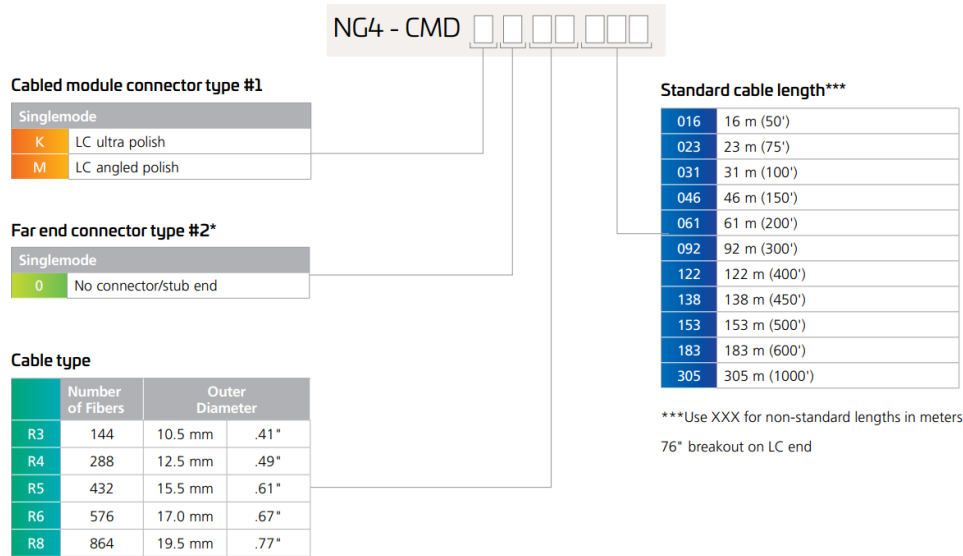 NG4 - CMD
Cabled module connector type #1
Singlemode
K LC ultra polish
M LC angled polish
Far end connector type #2*
Singlemode
0 No connector/stub end
Cable type
Number of Fibers Outer Diameter
R3 144 10.5 mm .41"
R4 288 12.5 mm .49"
R5 432 15.5 mm .61"
R6 576 17.0 mm .67"
R8 864 19.5 mm .77"
Standard cable length***
016 16 m (50')
023 23 m (75')
031 31 m (100')
046 46 m (150')
061 61 m (200')
092 92 m (300')
122 122 m (400')
138 138 m (450')
153 153 m (500')
183 183 m (600')
305 305 m (1000')
***Use XXX for non-standard lengths in meters
76" breakout on LC end